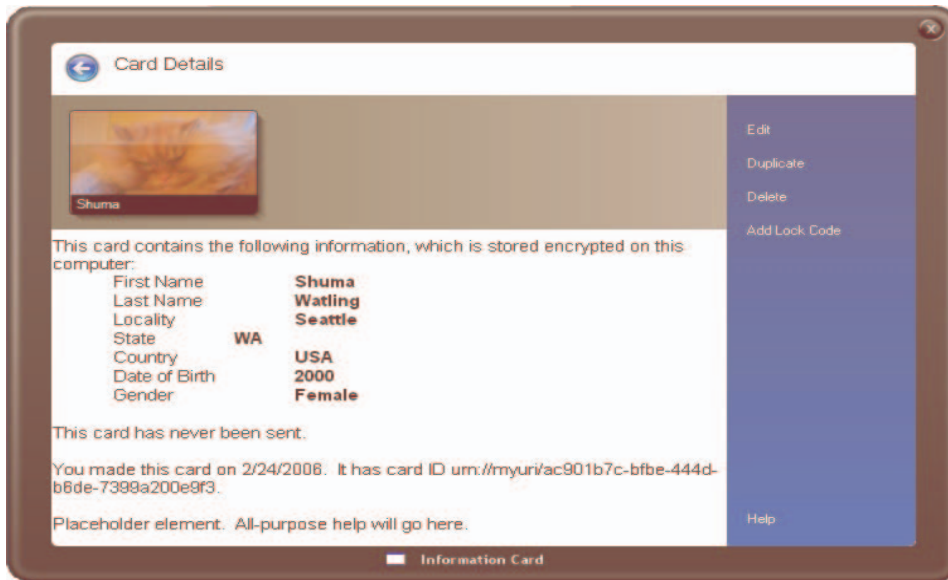 Card Details
Shuma
Edit
Duplicate
Delete
Add Lock Code
This card contains the following information, which is stored encrypted on this
computer:
First Name Shuma
Last Name Watling
Locality Seattle
State WA
Country USA
Date of Birth 2000
Gender Female
This card has never been sent.
You made this card on 2/24/2006. It has card ID urn://myuri/ac901b7c-bfbe-444d-
b6de-7399a200e9f3.
Placeholder element. All-purpose help will go here.
Help
Information Card